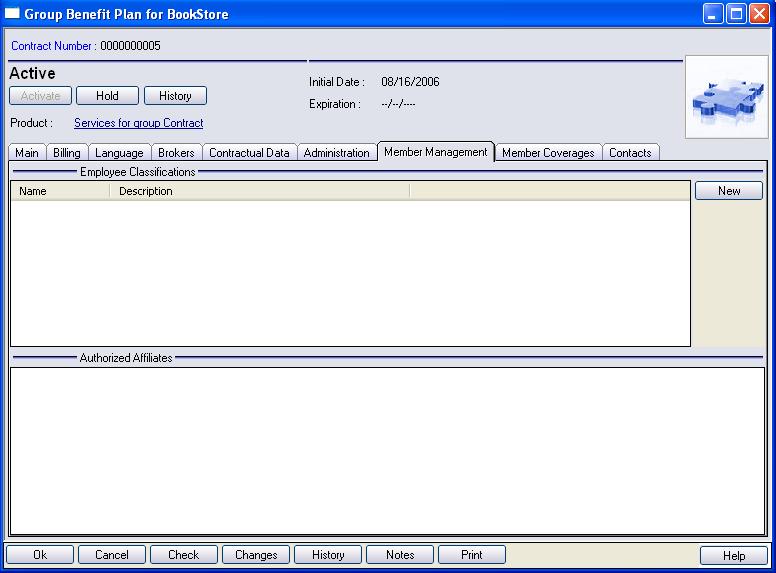 Group Benefit Plan for BookStore
Contract Number : 0000000005
Active
Initial Date : 08/16/2006
Activate Hold History
Expiration : --/--/----
Product : Services for group Contract
Main Billing Language Brokers Contractual Data Administration Member Management Member Coverages Contacts
Employee Classifications
Name Description New
Authorized Affiliates
Ok Cancel Check Changes History Notes Print Help